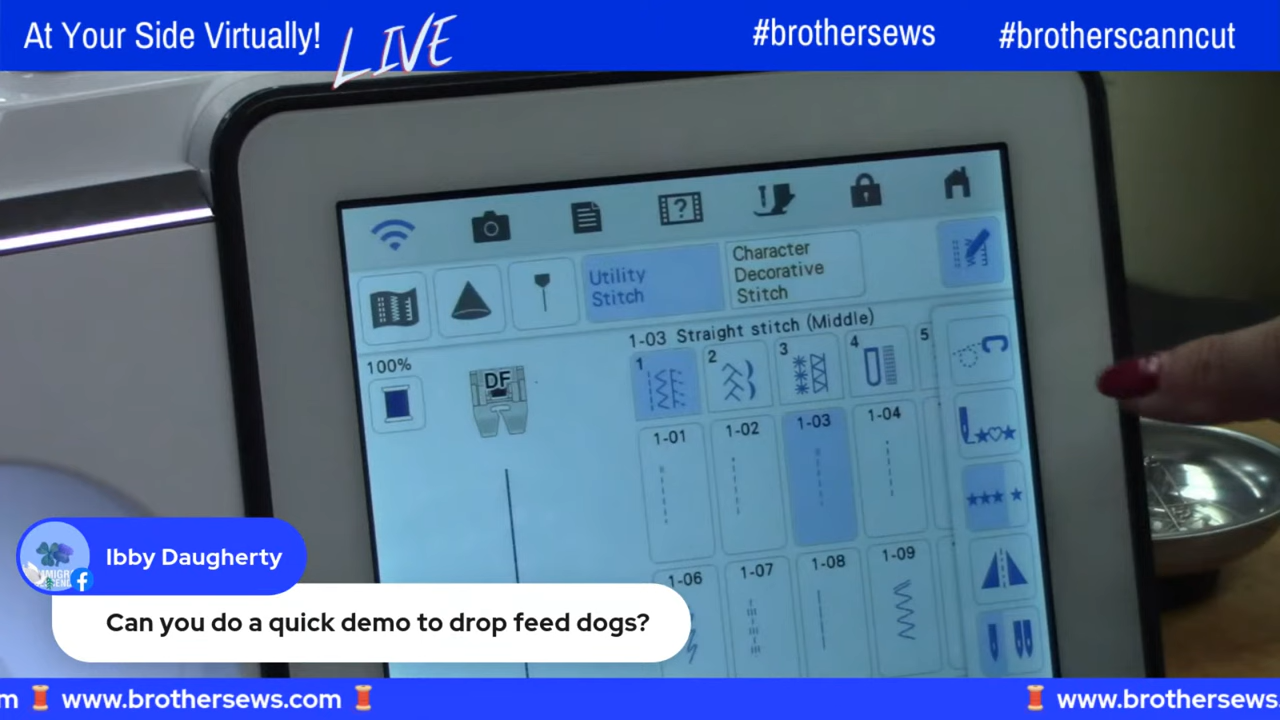 At Your Side Virtually! LIVE
#brothersews
#brotherscanncut
?
Utility
Stitch
Character
Decorative
Stitch
1-03 Straight stitch (Middle)
100%
DF
1
2
3
4
5
1-01
1-02
1-03
1-04
1-06
1-07
1-08
1-09
Ibby Daugherty
Can you do a quick demo to drop feed dogs?
m www.brothersews.com www.brothersews.